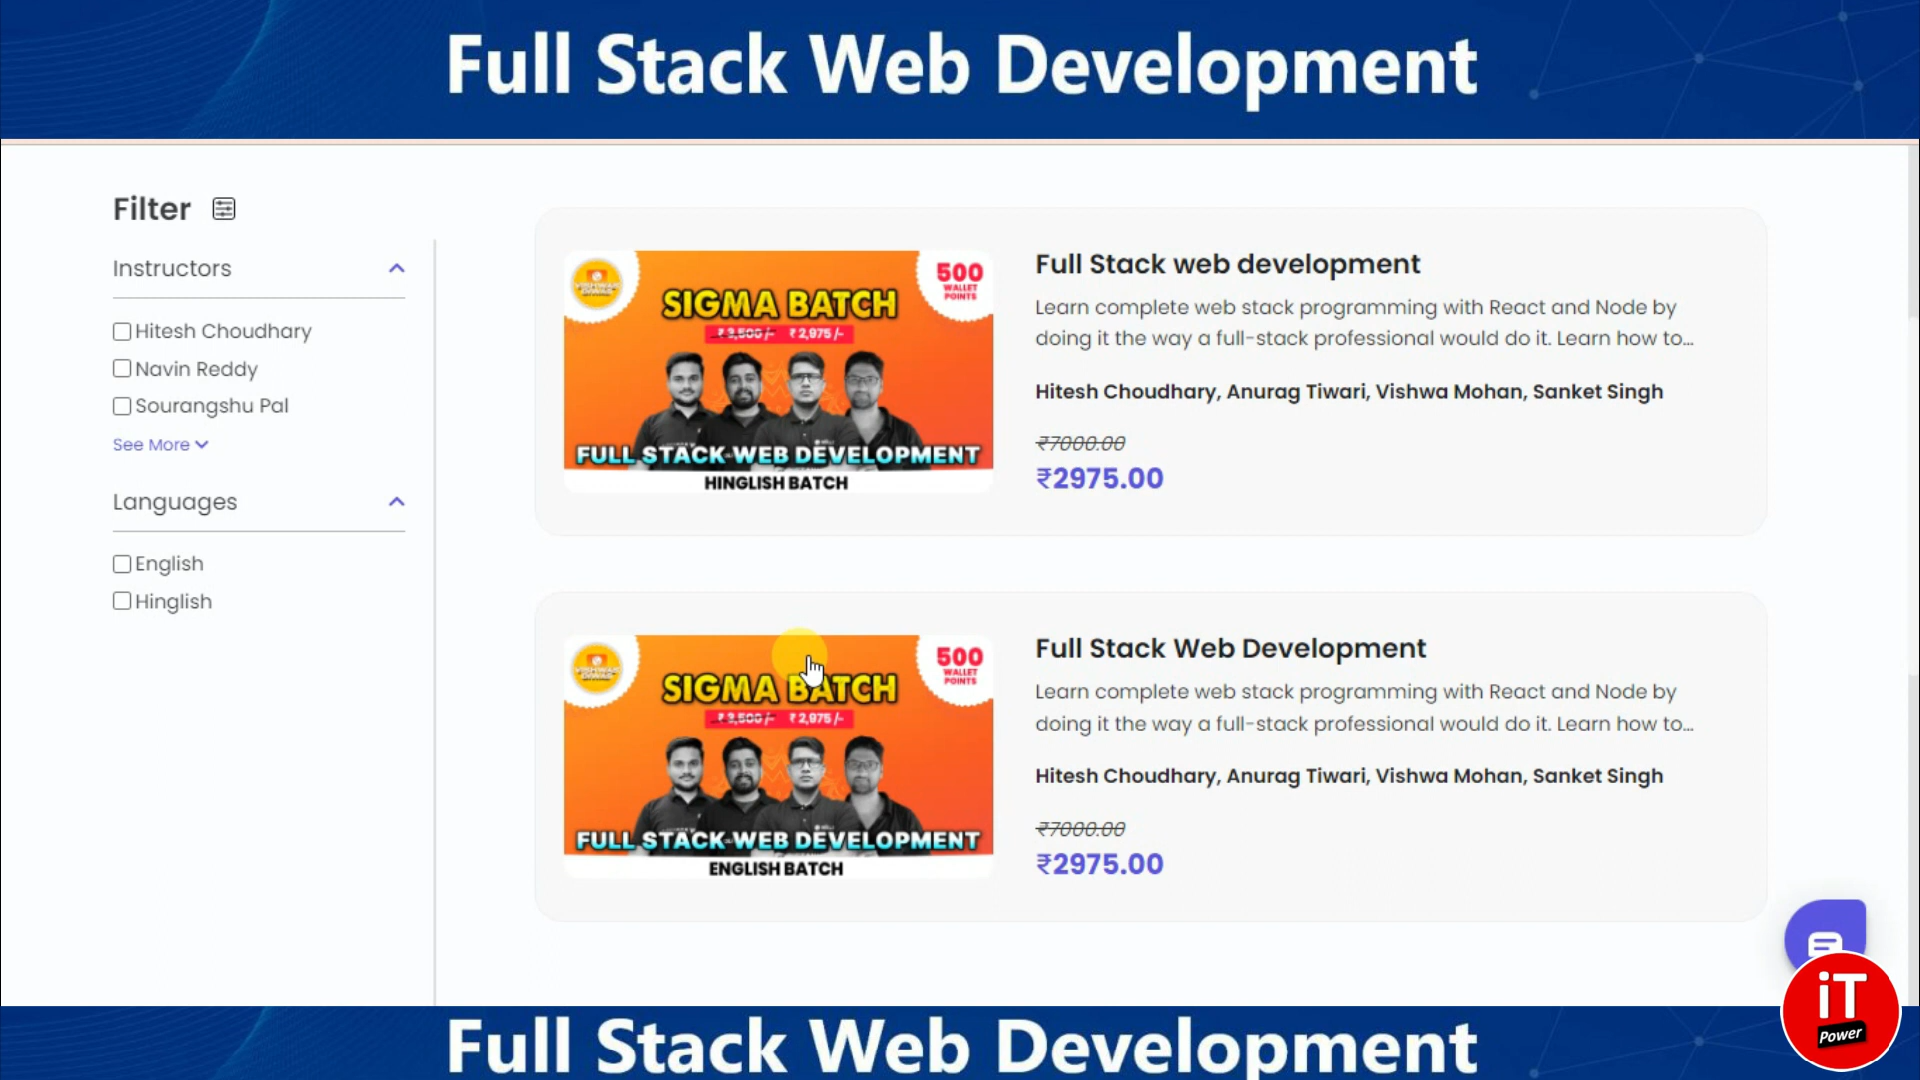 Full Stack Web Development
Filter
Instructors
Hitesh Choudhary
Navin Reddy
Sourangshu Pal
See More
Languages
English
Hinglish
500
WALLET
POINTS
SIGMA BATCH
₹ 3,500 /- ₹ 2,975 /-
FULL STACK WEB DEVELOPMENT
HINGLISH BATCH
Full Stack web development
Learn complete web stack programming with React and Node by
doing it the way a full-stack professional would do it. Learn how to...
Hitesh Choudhary, Anurag Tiwari, Vishwa Mohan, Sanket Singh
₹7000.00
₹2975.00
500
WALLET
POINTS
SIGMA BATCH
₹ 3,500 /- ₹ 2,975 /-
FULL STACK WEB DEVELOPMENT
ENGLISH BATCH
Full Stack Web Development
Learn complete web stack programming with React and Node by
doing it the way a full-stack professional would do it. Learn how to...
Hitesh Choudhary, Anurag Tiwari, Vishwa Mohan, Sanket Singh
₹7000.00
₹2975.00
iT
Power
Full Stack Web Development